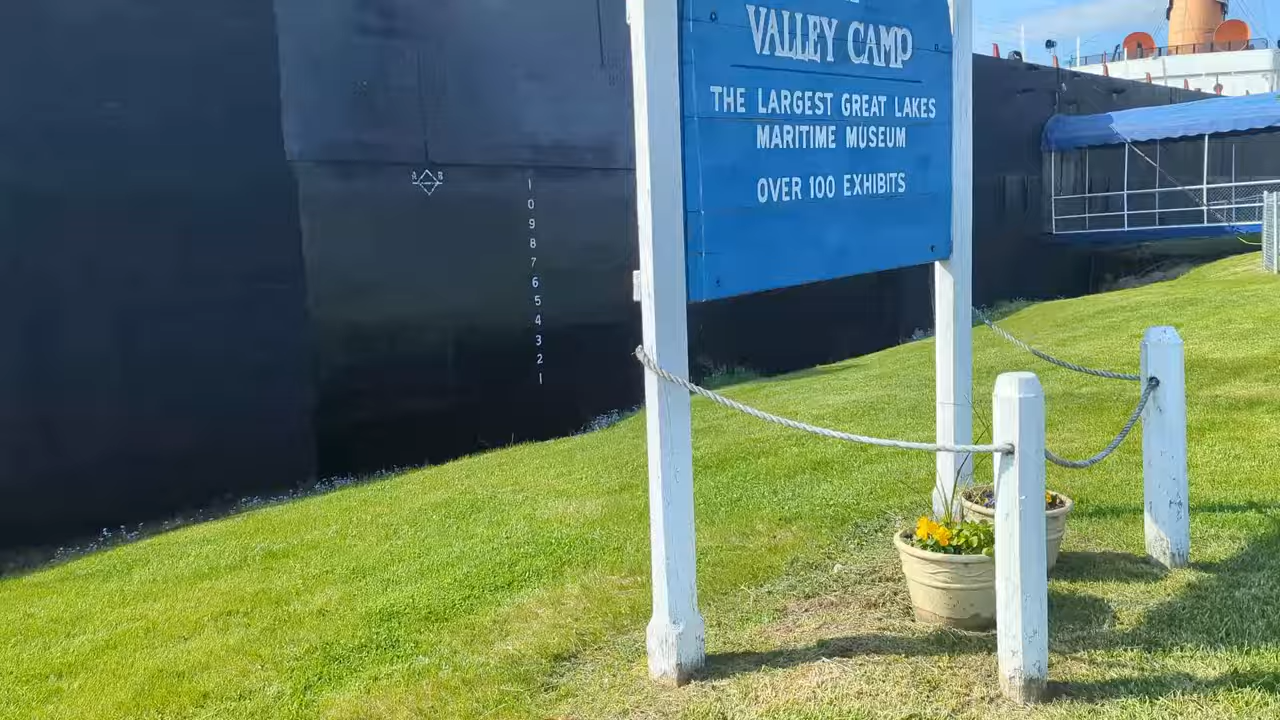 VALLEY CAMP
THE LARGEST GREAT LAKES
MARITIME MUSEUM
OVER 100 EXHIBITS
A B
1
0
9
8
7
6
5
4
3
2
1